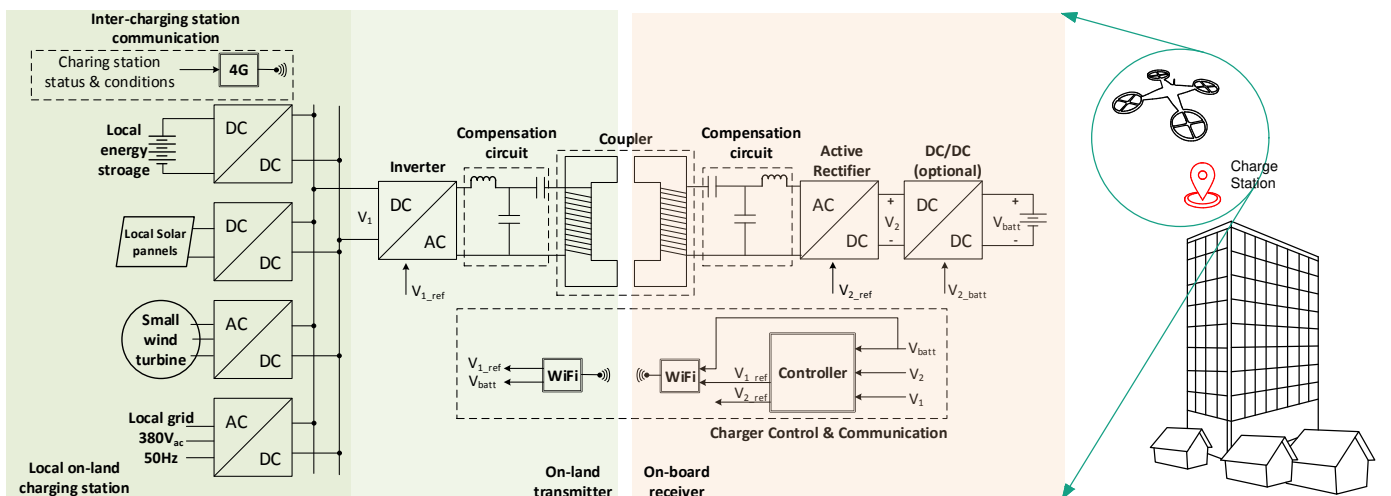 Inter-charging station
communication
Charing station
status & conditions
4G
Local
energy
stroage
DC
DC
Local Solar
pannels
DC
DC
Small
wind
turbine
AC
DC
Local grid
380Vac
50Hz
AC
DC
Local on-land
charging station
V1
Inverter
DC
AC
V1_ref
Compensation
circuit
Coupler
Compensation
circuit
Active
Rectifier
AC
DC
V2_ref
+
V2
-
DC/DC
(optional)
DC
DC
V2_batt
+
Vbatt
-
V1_ref
Vbatt
WiFi
WiFi
V1_ref
V2_ref
Controller
Vbatt
V2
V1
Charger Control & Communication
On-land
transmitter
On-board
receiver
Charge
Station